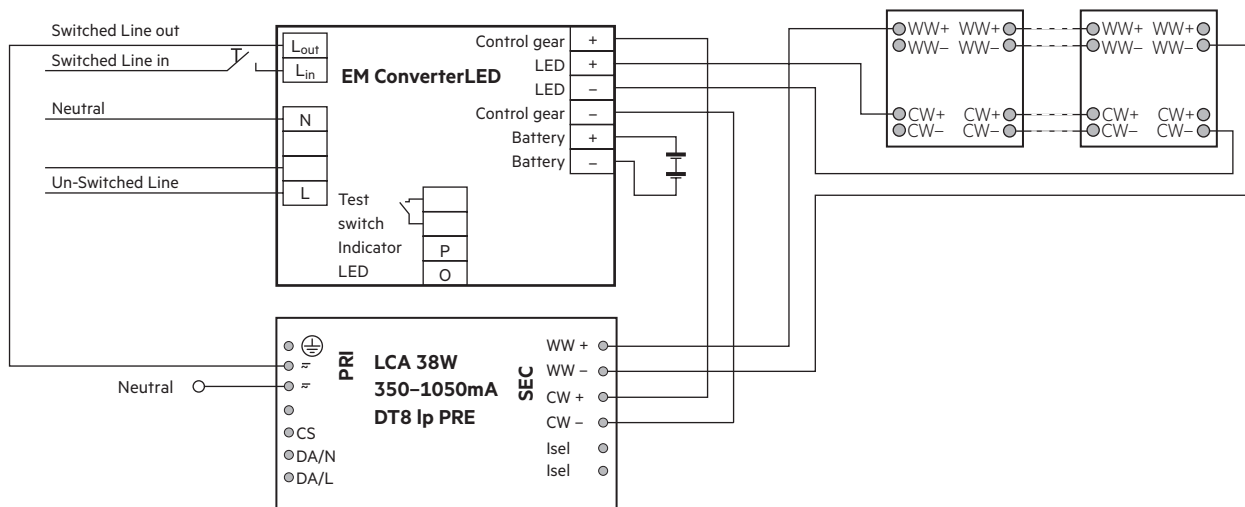 Switched Line out
Switched Line in
Neutral
Un-Switched Line
Lout
Lin
N
L
EM ConverterLED
Control gear +
LED +
LED –
Control gear –
Battery +
Battery –
Test
switch
Indicator P
LED O
WW+ WW+
WW– WW–
CW+ CW+
CW– CW–
WW+ WW+
WW– WW–
CW+ CW+
CW– CW–
Neutral
PRI
LCA 38W
350–1050mA
DT8 lp PRE
SEC
CS
DA/N
DA/L
WW +
WW –
CW +
CW –
Isel
Isel